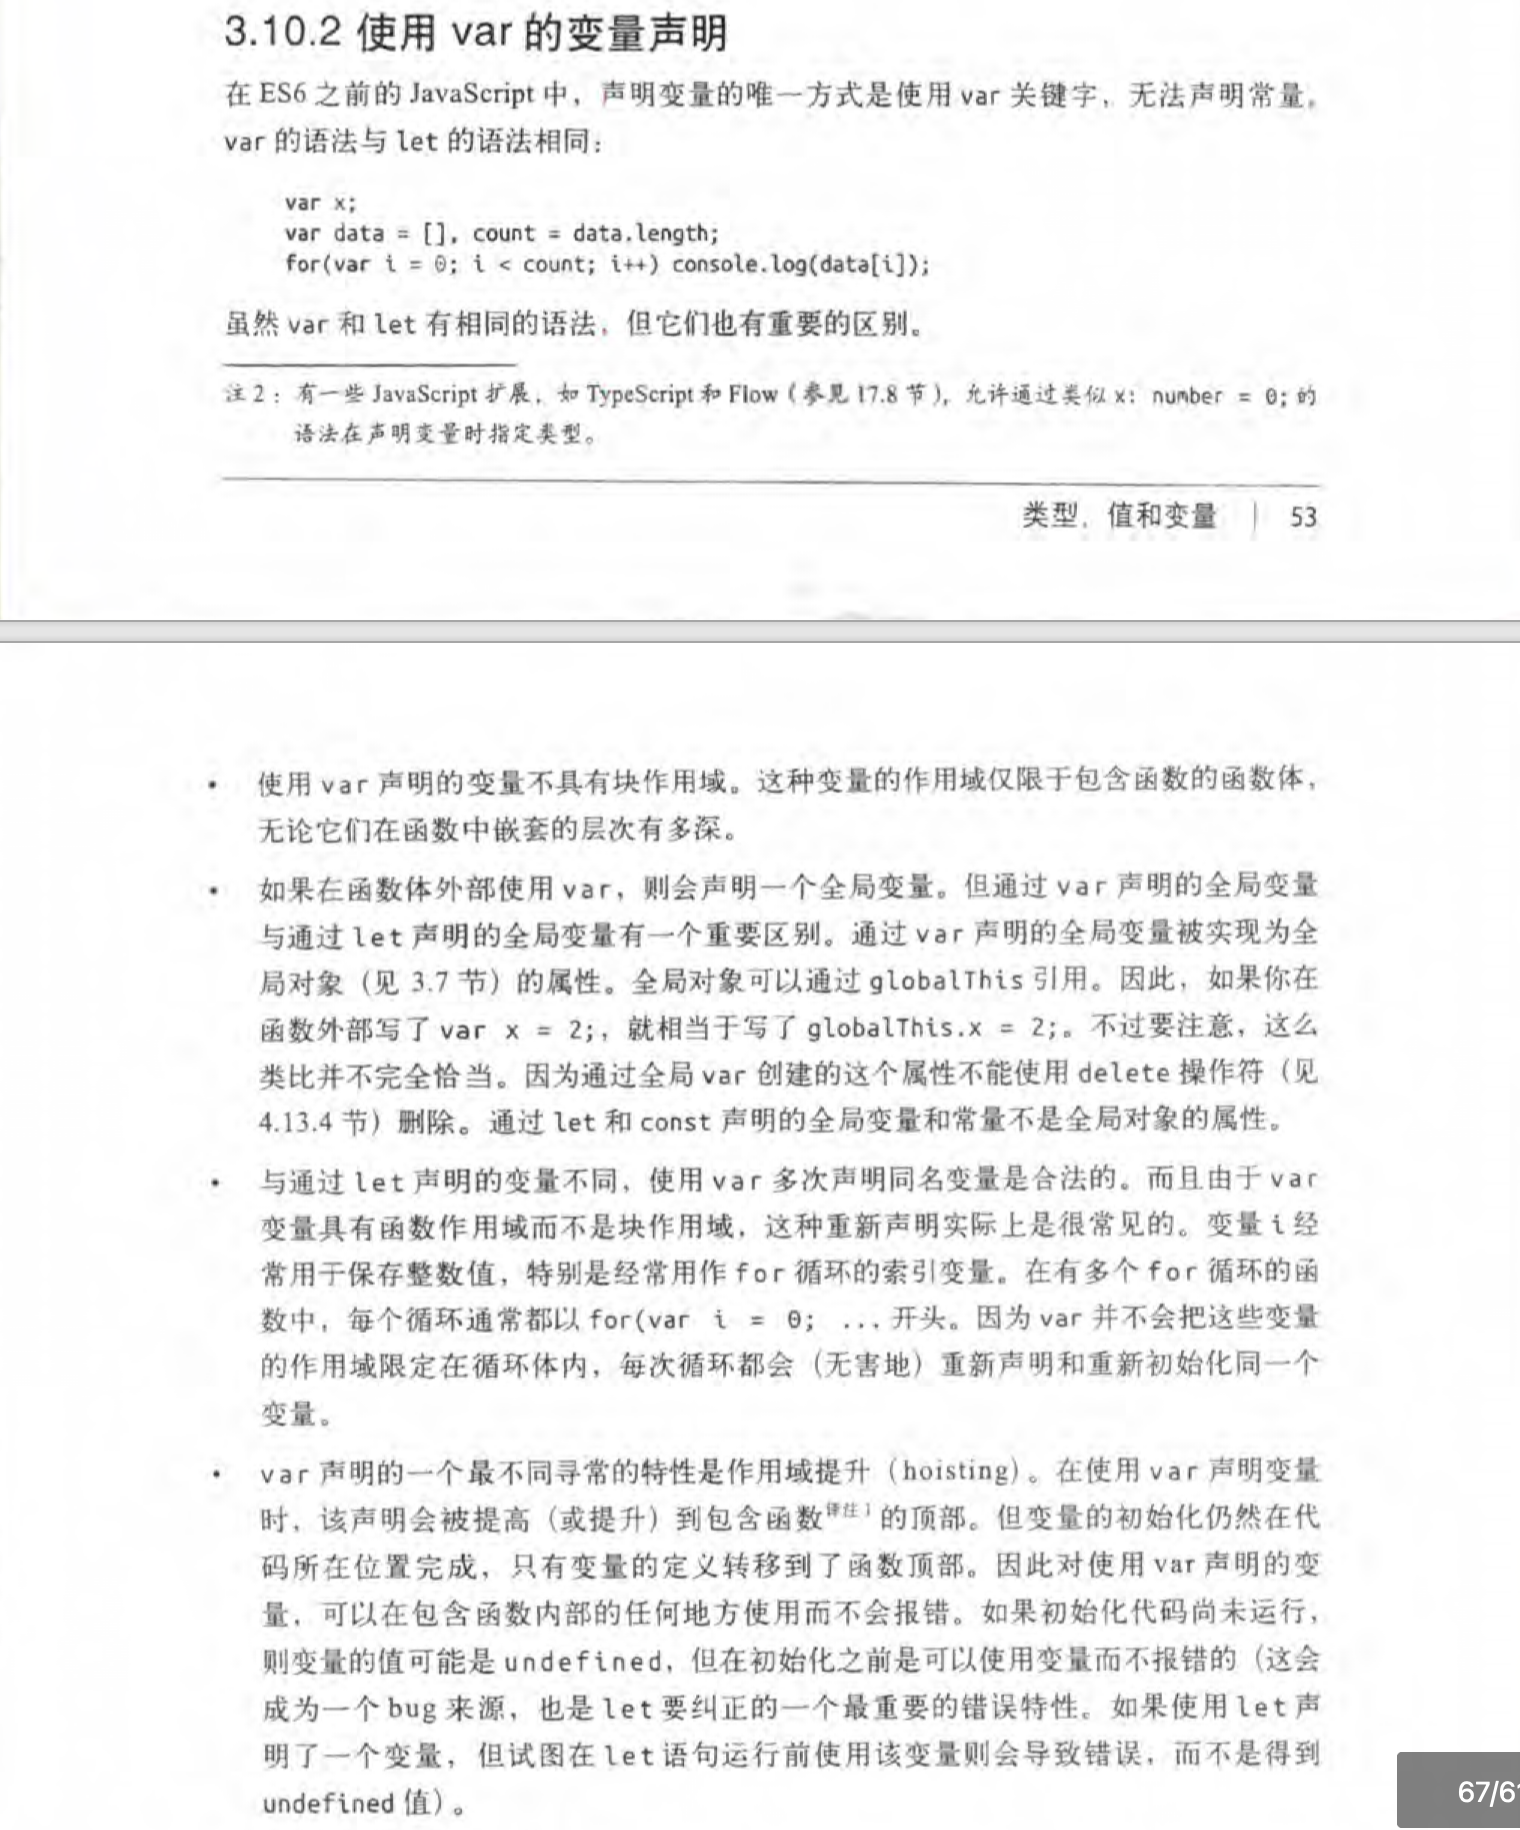 3.10.2 使用 var 的变量声明
在 ES6 之前的 JavaScript 中，声明变量的唯一方式是使用 var 关键字，无法声明常量。
var 的语法与 let 的语法相同：
var x;
var data = [], count = data.length;
for(var i = 0; i < count; i++) console.log(data[i]);
虽然 var 和 let 有相同的语法，但它们也有重要的区别。
注 2：有一些 JavaScript 扩展，如 TypeScript 和 Flow（参见 17.8 节），允许通过类似 x: number = 0; 的
语法在声明变量时指定类型。
类型、值和变量 | 53
• 使用 var 声明的变量不具有块作用域。这种变量的作用域仅限于包含函数的函数体，
无论它们在函数中嵌套的层次有多深。
• 如果在函数体外部使用 var，则会声明一个全局变量。但通过 var 声明的全局变量
与通过 let 声明的全局变量有一个重要区别。通过 var 声明的全局变量被实现为全
局对象（见 3.7 节）的属性。全局对象可以通过 globalThis 引用。因此，如果你在
函数外部写了 var x = 2;，就相当于写了 globalThis.x = 2;。不过要注意，这么
类比并不完全恰当。因为通过全局 var 创建的这个属性不能使用 delete 操作符（见
4.13.4 节）删除。通过 let 和 const 声明的全局变量和常量不是全局对象的属性。
• 与通过 let 声明的变量不同，使用 var 多次声明同名变量是合法的。而且由于 var
变量具有函数作用域而不是块作用域，这种重新声明实际上是很常见的。变量 i 经
常用于保存整数值，特别是经常用作 for 循环的索引变量。在有多个 for 循环的函
数中，每个循环通常都以 for(var i = 0; ... 开头。因为 var 并不会把这些变量
的作用域限定在循环体内，每次循环都会（无害地）重新声明和重新初始化同一个
变量。
• var 声明的一个最不同寻常的特性是作用域提升（hoisting）。在使用 var 声明变量
时，该声明会被提高（或提升）到包含函数译注1的顶部。但变量的初始化仍然在代
码所在位置完成，只有变量的定义转移到了函数顶部。因此对使用 var 声明的变
量，可以在包含函数内部的任何地方使用而不会报错。如果初始化代码尚未运行，
则变量的值可能是 undefined，但在初始化之前是可以使用变量而不报错的（这会
成为一个 bug 来源，也是 let 要纠正的一个最重要的错误特性。如果使用 let 声
明了一个变量，但试图在 let 语句运行前使用该变量则会导致错误，而不是得到
undefined 值）。
67/6